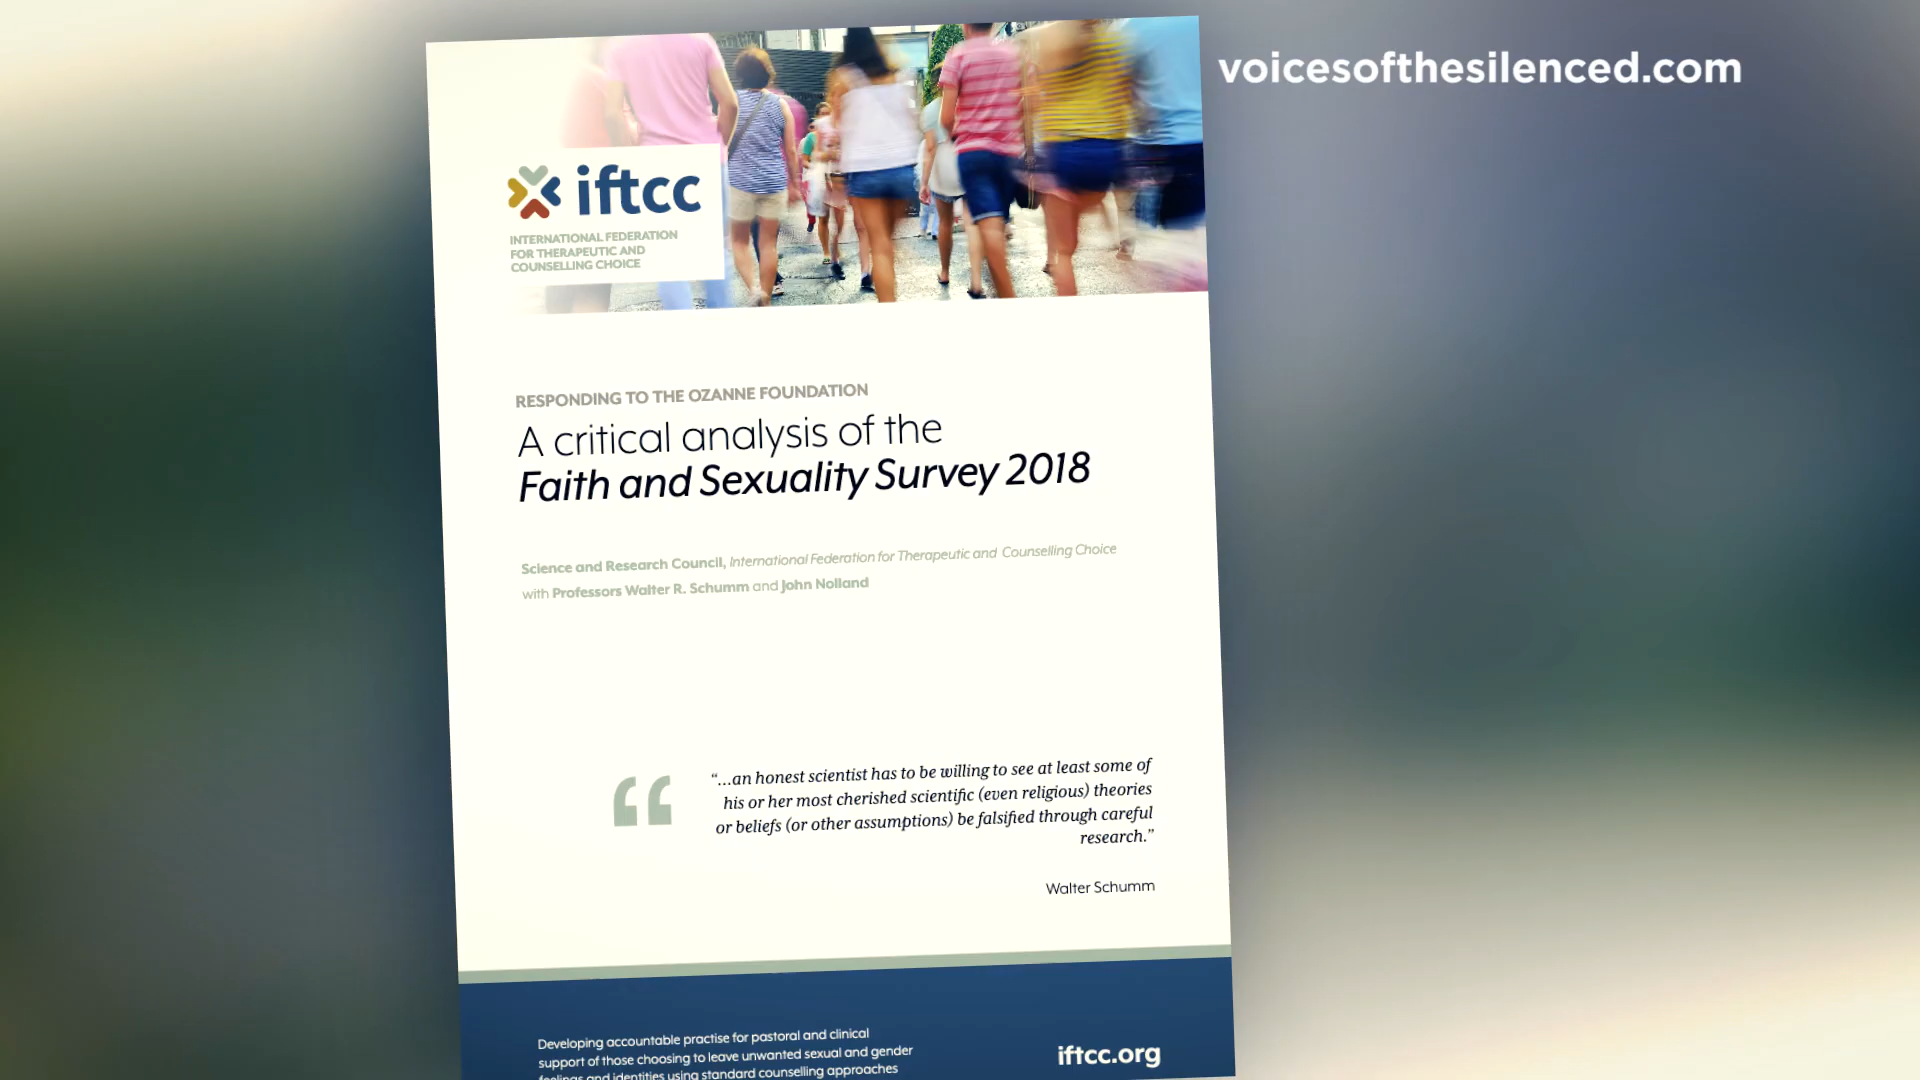 voicesofthesilenced.com
iftcc
INTERNATIONAL FEDERATION
FOR THERAPEUTIC AND
COUNSELLING CHOICE
RESPONDING TO THE OZANNE FOUNDATION
A critical analysis of the
Faith and Sexuality Survey 2018
Science and Research Council, International Federation for Therapeutic and Counselling Choice
with Professors Walter R. Schumm and John Nolland
“...an honest scientist has to be willing to see at least some of
his or her most cherished scientific (even religious) theories
or beliefs (or other assumptions) be falsified through careful
research.”
Walter Schumm
Developing accountable practise for pastoral and clinical
support of those choosing to leave unwanted sexual and gender
feelings and identities using standard counselling approaches
iftcc.org